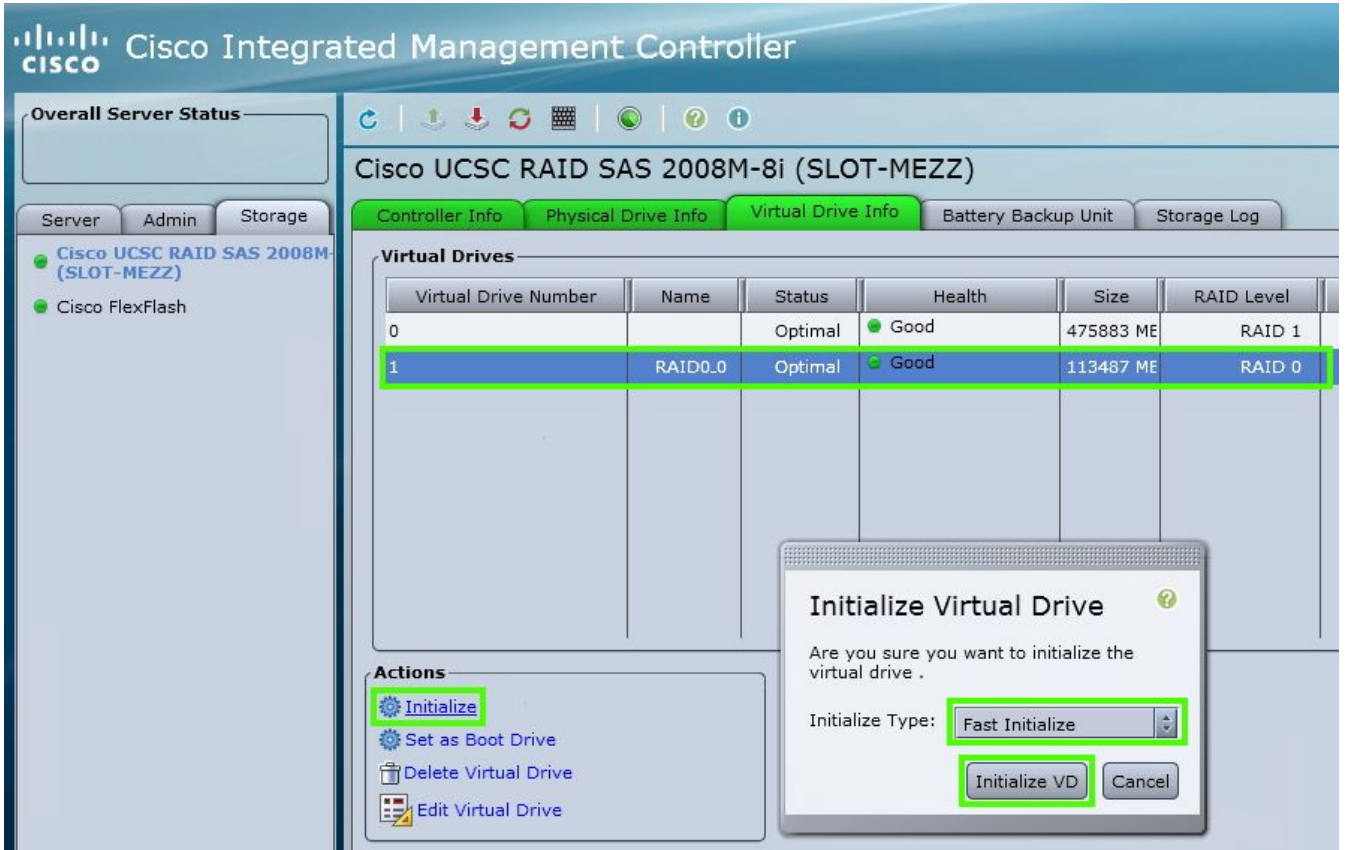 CISCO
Cisco Integrated Management Controller
Overall Server Status
Server Admin Storage
Cisco UCSC RAID SAS 2008M-
(SLOT-MEZZ)
Cisco FlexFlash
Cisco UCSC RAID SAS 2008M-8i (SLOT-MEZZ)
Controller Info Physical Drive Info Virtual Drive Info Battery Backup Unit Storage Log
Virtual Drives
Virtual Drive Number Name Status Health Size RAID Level
0 Optimal Good 475883 ME RAID 1
1 RAID0_0 Optimal Good 113487 ME RAID 0
Actions
Initialize
Set as Boot Drive
Delete Virtual Drive
Edit Virtual Drive
Initialize Virtual Drive
Are you sure you want to initialize the
virtual drive .
Initialize Type: Fast Initialize
Initialize VD Cancel